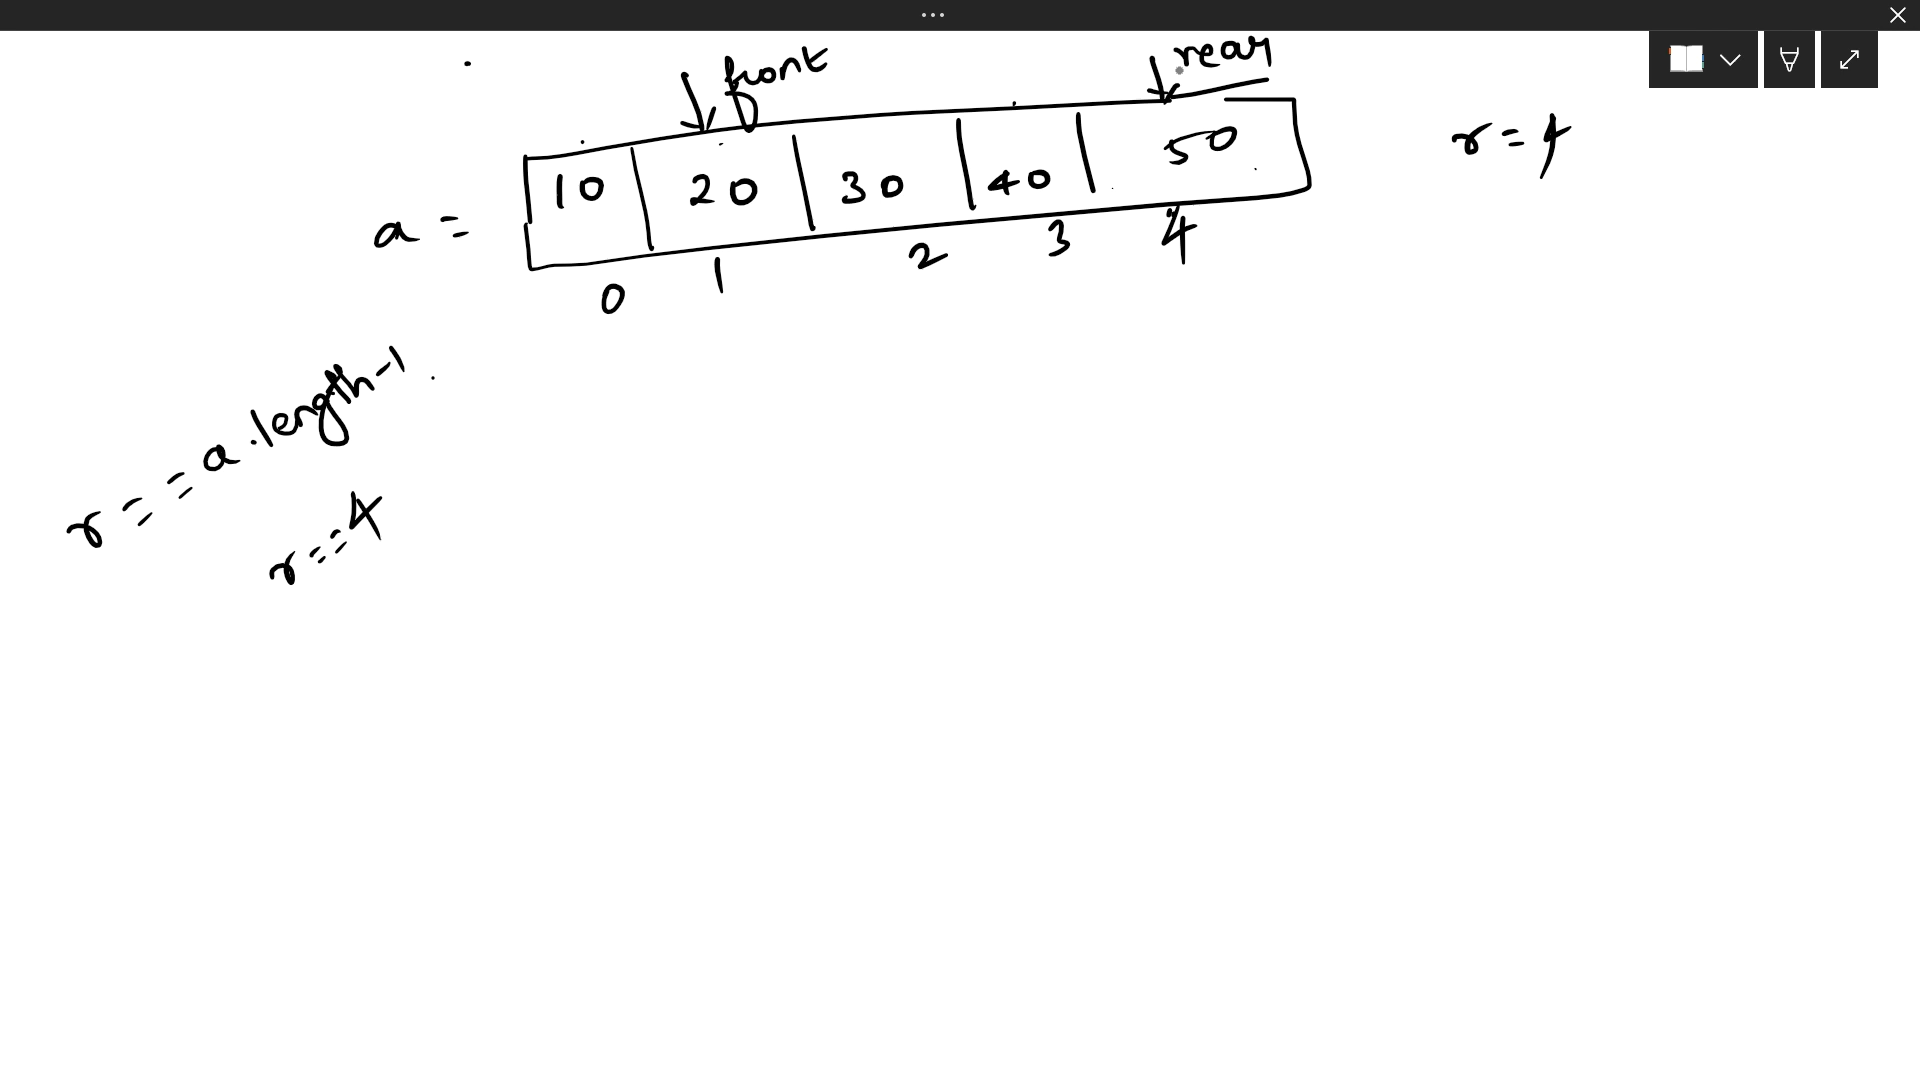 front rear
r = 4
a = 10 20 30 40 50
0 1 2 3 4
r == a.length-1
r == 4